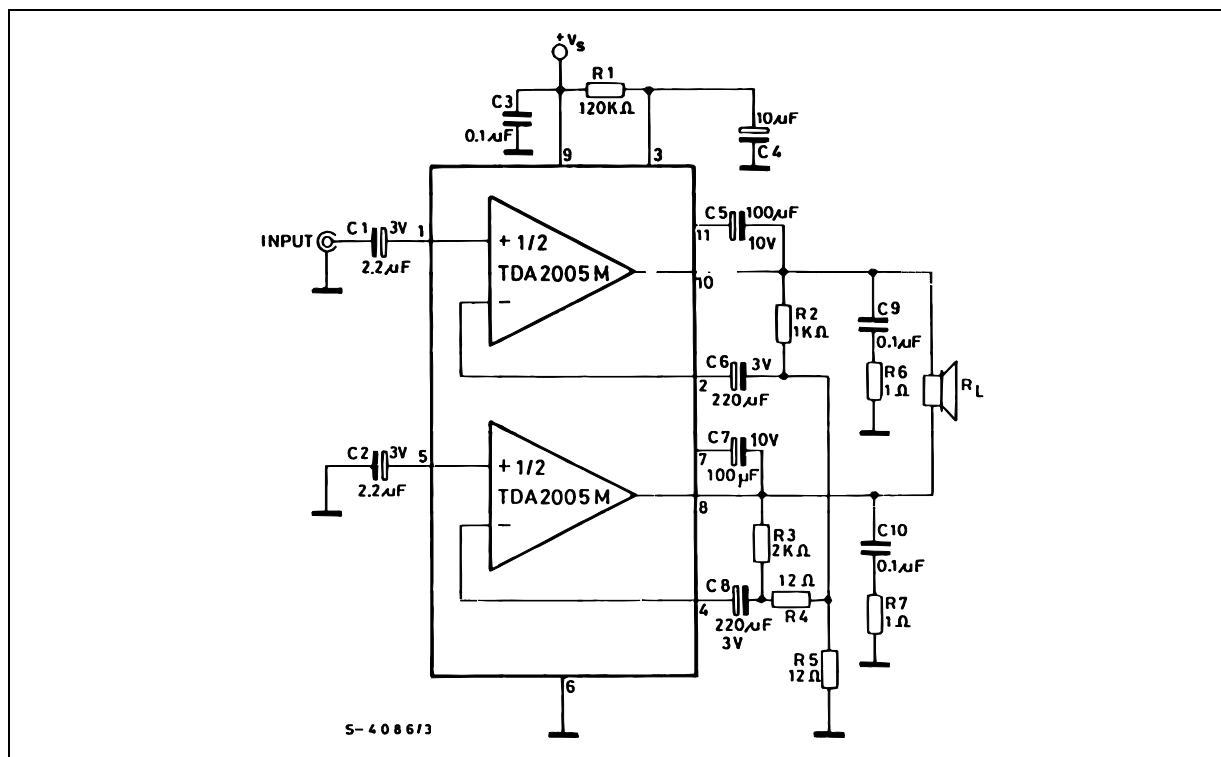 +Vs
R1
120KΩ
C3
0.1µF
10µF
C4
9
3
INPUT
C1
3V
2.2µF
1
+ 1/2
TDA2005M
−
C5
100µF
10V
11
10
R2
1KΩ
C9
0.1µF
R6
1Ω
RL
C6
3V
220µF
2
C2
3V
2.2µF
5
+ 1/2
TDA2005M
−
C7
10V
100µF
7
8
R3
2KΩ
C10
0.1µF
R7
1Ω
C8
220µF
3V
4
12Ω
R4
R5
12Ω
6
S-4086/3